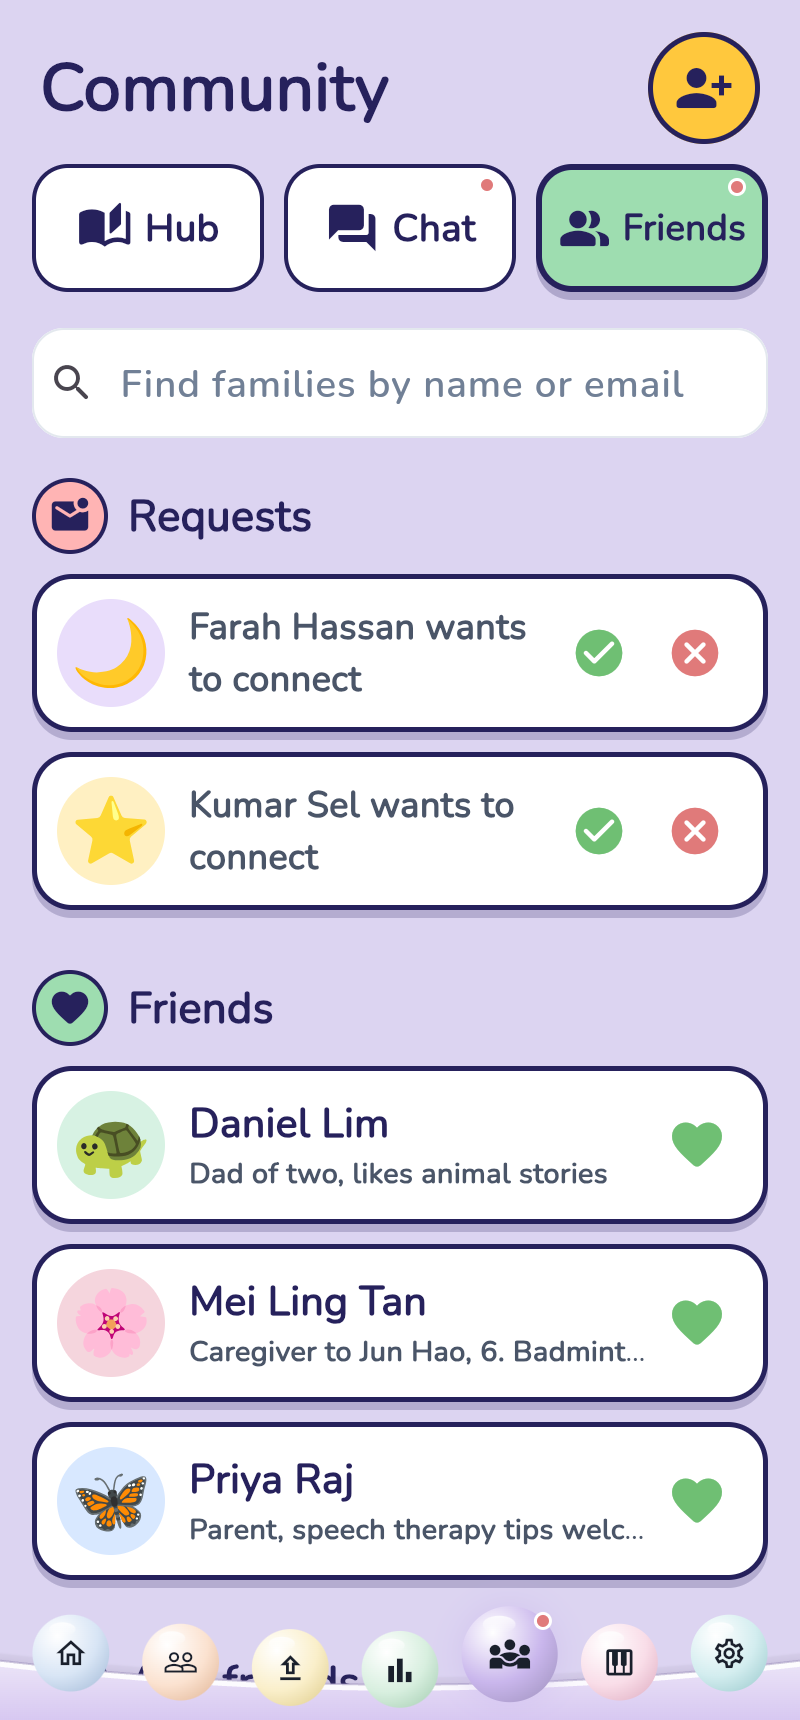 Community
Hub
Chat
Friends
Find families by name or email
Requests
Farah Hassan wants
to connect
Kumar Sel wants to
connect
Friends
Daniel Lim
Dad of two, likes animal stories
Mei Ling Tan
Caregiver to Jun Hao, 6. Badmint...
Priya Raj
Parent, speech therapy tips welc...